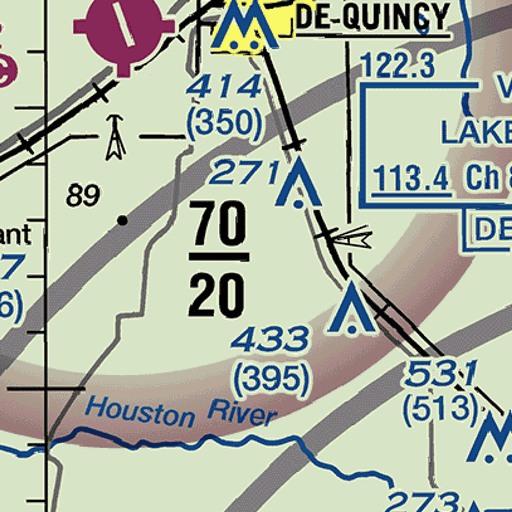 DE-QUINCY
122.3
414
(350)
LAKE
113.4 Ch
271
89
70
20
DE
433
(395)
531
(513)
Houston River
273